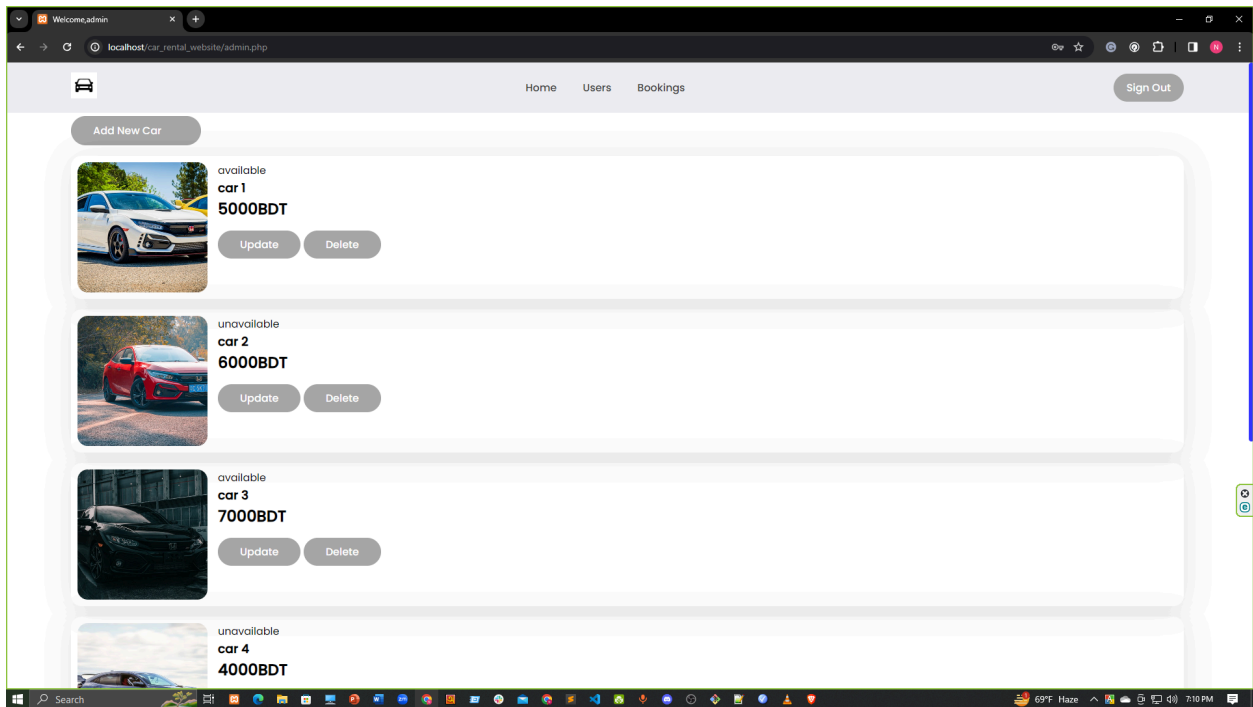 Welcome,admin
localhost/car_rental_website/admin.php
N
Home Users Bookings
Sign Out
Add New Car
available
car 1
5000BDT
Update Delete
unavailable
car 2
6000BDT
Update Delete
available
car 3
7000BDT
Update Delete
unavailable
car 4
4000BDT
Search
69°F Haze
7:10 PM